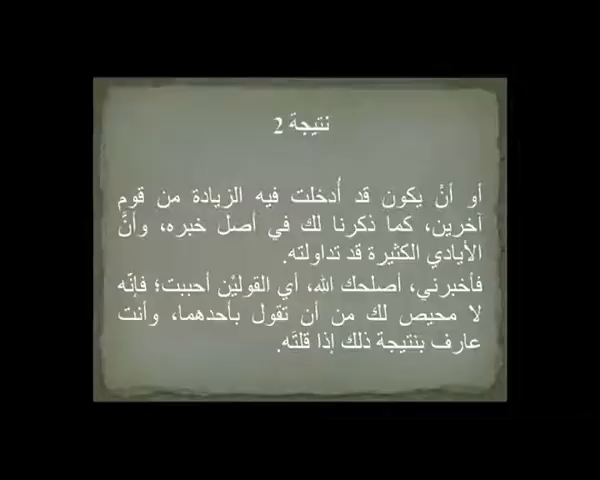 نتيجة 2
أو أنْ يكون قد أُدخلت فيه الزيادة من قوم
آخرين، كما ذكرنا لك في أصل خبره، وأنَّ
الأيادي الكثيرة قد تداولته.
فأخبرني، أصلحك الله، أي القوليْن أحببت؛ فإنّه
لا محيص لك من أن تقول بأحدهما، وأنت
عارف بنتيجة ذلك إذا قلتَه.